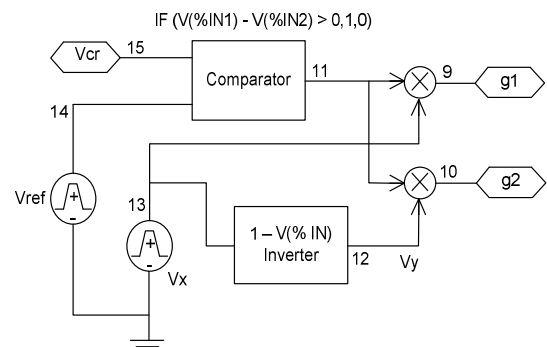 IF (V(%IN1) - V(%IN2) > 0,1,0)
Vcr
15
Comparator
11
9
g1
14
Vref
+
-
13
10
g2
1 – V(% IN)
Inverter
12
Vy
+
-
Vx